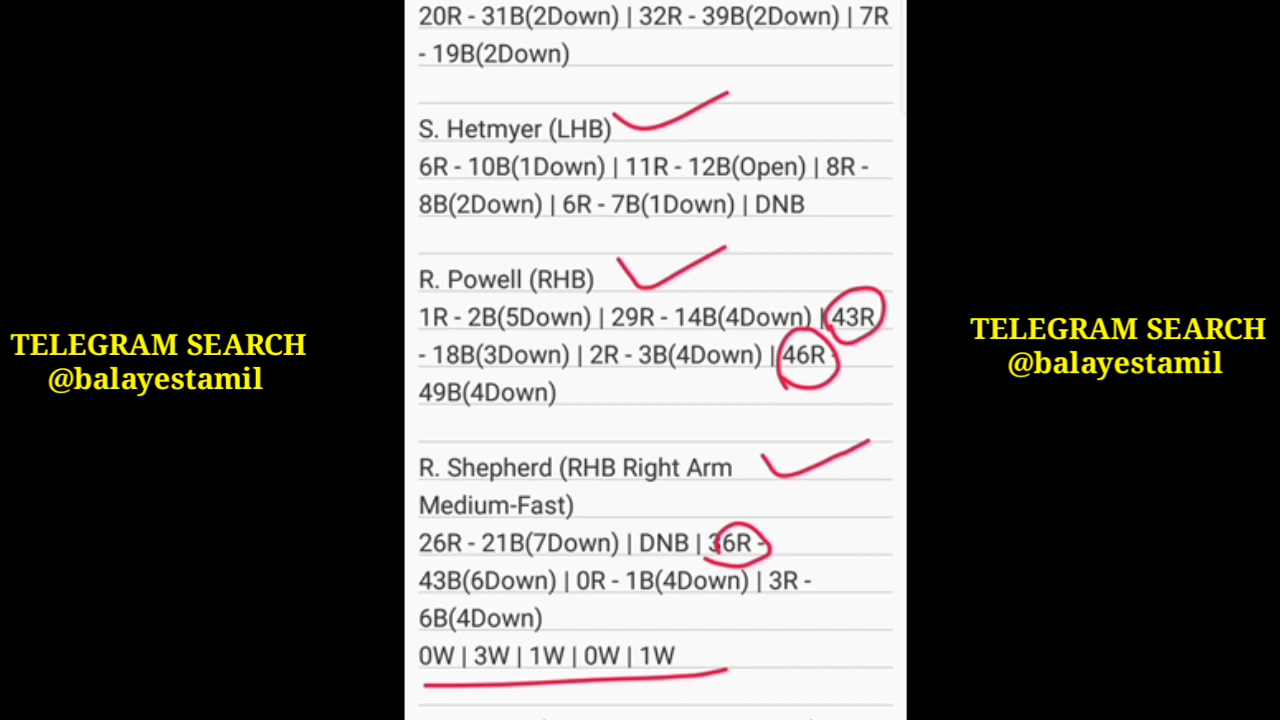 20R - 31B(2Down) | 32R - 39B(2Down) | 7R
- 19B(2Down)
S. Hetmyer (LHB)
6R - 10B(1Down) | 11R - 12B(Open) | 8R -
8B(2Down) | 6R - 7B(1Down) | DNB
R. Powell (RHB)
1R - 2B(5Down) | 29R - 14B(4Down) | 43R
- 18B(3Down) | 2R - 3B(4Down) | 46R -
49B(4Down)
R. Shepherd (RHB Right Arm
Medium-Fast)
26R - 21B(7Down) | DNB | 36R -
43B(6Down) | 0R - 1B(4Down) | 3R -
6B(4Down)
0W | 3W | 1W | 0W | 1W
TELEGRAM SEARCH
@balayestamil
TELEGRAM SEARCH
@balayestamil